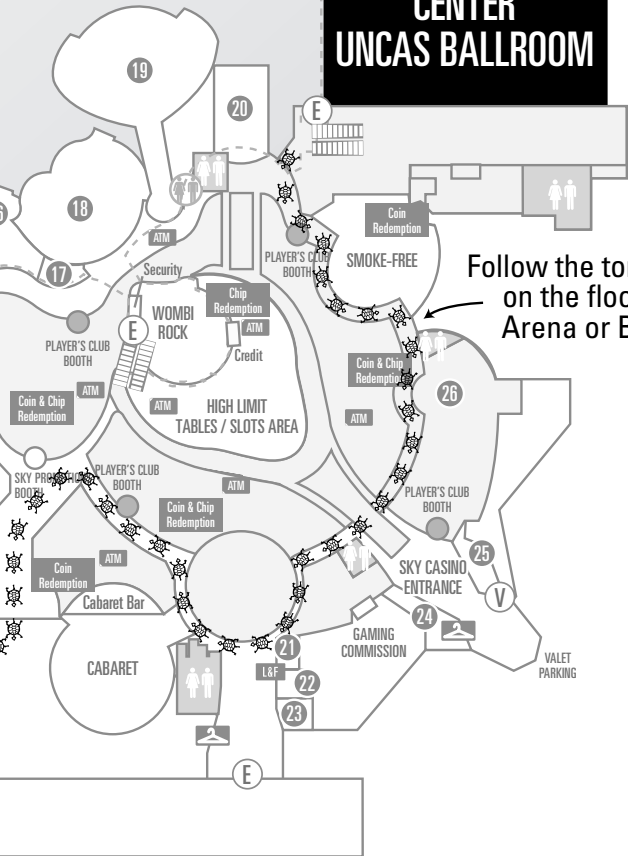 CENTER
UNCAS BALLROOM
19
20
E
18
Coin
Redemption
ATM
PLAYER'S CLUB
BOOTH
SMOKE-FREE
17
Security
Follow the
on the
Arena or
Chip
Redemption
WOMBI
ROCK
E
ATM
Credit
PLAYER'S CLUB
BOOTH
Coin & Chip
Redemption
26
ATM
Coin & Chip
Redemption
ATM
HIGH LIMIT
TABLES / SLOTS AREA
ATM
SKY
BOOTH
PLAYER'S CLUB
BOOTH
ATM
PLAYER'S CLUB
BOOTH
Coin & Chip
Redemption
25
ATM
Coin
Redemption
SKY CASINO
ENTRANCE
V
Cabaret Bar
24
GAMING
COMMISSION
21
CABARET
L&F
22
VALET
PARKING
23
E